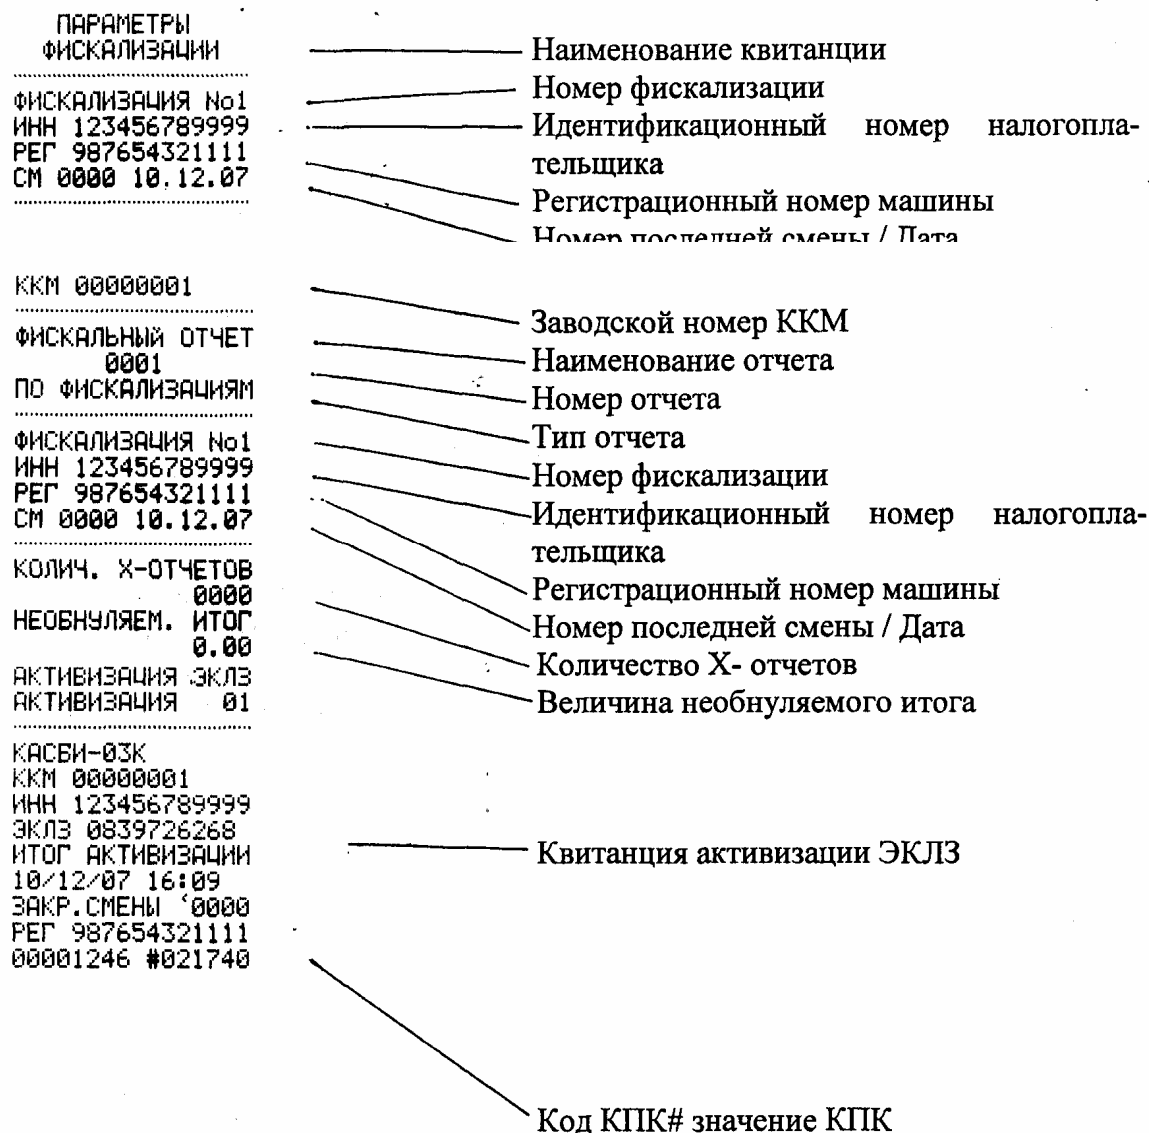 ПАРАМЕТРЫ
ФИСКАЛИЗАЦИИ
Наименование квитанции
ФИСКАЛИЗАЦИЯ №1
Номер фискализации
ИНН 123456789999
Идентификационный номер налогопла-
тельщика
РЕГ 987654321111
Регистрационный номер машины
СМ 0000 10.12.07
Номер последней смены / Дата
ККМ 00000001
Заводской номер ККМ
ФИСКАЛЬНЫЙ ОТЧЕТ
Наименование отчета
0001
Номер отчета
ПО ФИСКАЛИЗАЦИЯМ
Тип отчета
ФИСКАЛИЗАЦИЯ №1
Номер фискализации
ИНН 123456789999
Идентификационный номер налогопла-
тельщика
РЕГ 987654321111
Регистрационный номер машины
СМ 0000 10.12.07
Номер последней смены / Дата
КОЛИЧ. Х-ОТЧЕТОВ
0000
Количество Х- отчетов
НЕОБНУЛЯЕМ. ИТОГ
0.00
Величина необнуляемого итога
АКТИВИЗАЦИЯ ЭКЛЗ
АКТИВИЗАЦИЯ 01
КАСБИ-03К
ККМ 00000001
ИНН 123456789999
ЭКЛЗ 0839726268
ИТОГ АКТИВИЗАЦИИ
Квитанция активизации ЭКЛЗ
10/12/07 16:09
ЗАКР.СМЕНЫ 0000
РЕГ 987654321111
00001246 #021740
Код КПК# значение КПК